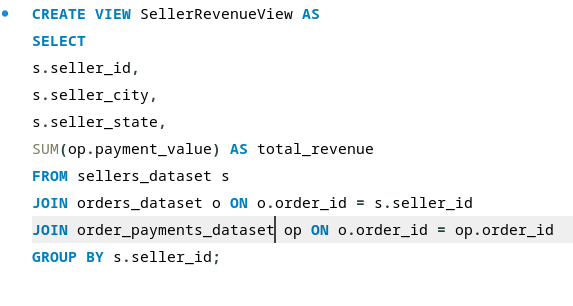 CREATE VIEW SellerRevenueView AS
SELECT
s.seller_id,
s.seller_city,
s.seller_state,
SUM(op.payment_value) AS total_revenue
FROM sellers_dataset s
JOIN orders_dataset o ON o.order_id = s.seller_id
JOIN order_payments_dataset op ON o.order_id = op.order_id
GROUP BY s.seller_id;